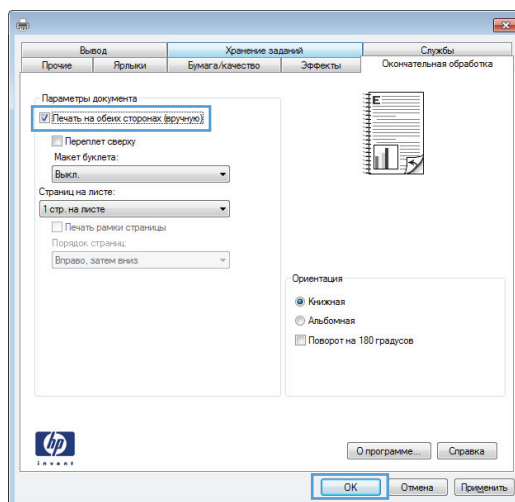 Вывод Хранение заданий Службы
Прочие Ярлыки Бумага/качество Эффекты Окончательная обработка
Параметры документа
Печать на обеих сторонах (вручную)
Переплет сверху
Макет буклета:
Выкл.
Страниц на листе:
1 стр. на листе
Печать рамки страницы
Порядок страниц:
Вправо, затем вниз
E
Ориентация
Книжная
Альбомная
Поворот на 180 градусов
hp
invent
О программе... Справка
OK Отмена Применить